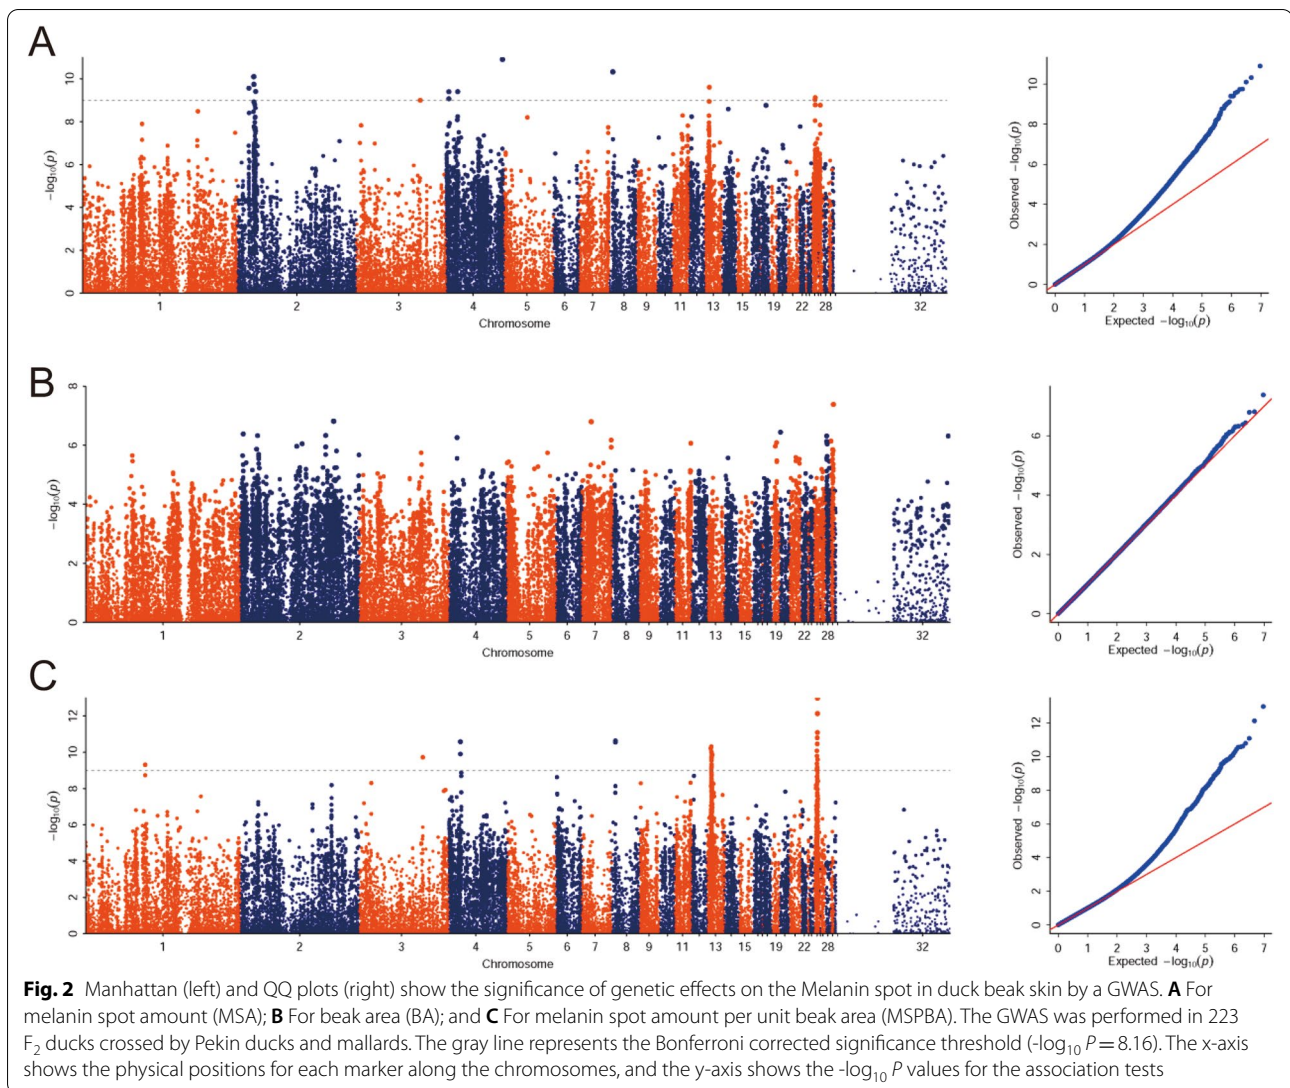 A
10
8
6
4
2
0
−log10(p)
1 2 3 4 5 6 7 8 9 11 13 15 19 22 28 32
Chromosome
10
8
6
4
2
0
Observed −log10(p)
0 1 2 3 4 5 6 7
Expected −log10(p)
B
8
6
4
2
0
−log10(p)
1 2 3 4 5 6 7 8 9 11 13 15 19 22 28 32
Chromosome
6
4
2
0
Observed −log10(p)
0 1 2 3 4 5 6 7
Expected −log10(p)
C
12
10
8
6
4
2
0
−log10(p)
1 2 3 4 5 6 7 8 9 11 13 15 19 22 28 32
Chromosome
12
10
8
6
4
2
0
Observed −log10(p)
0 1 2 3 4 5 6 7
Expected −log10(p)
Fig. 2 Manhattan (left) and QQ plots (right) show the significance of genetic effects on the Melanin spot in duck beak skin by a GWAS. A For
melanin spot amount (MSA); B For beak area (BA); and C For melanin spot amount per unit beak area (MSPBA). The GWAS was performed in 223
F2 ducks crossed by Pekin ducks and mallards. The gray line represents the Bonferroni corrected significance threshold (-log10 P = 8.16). The x-axis
shows the physical positions for each marker along the chromosomes, and the y-axis shows the -log10 P values for the association tests